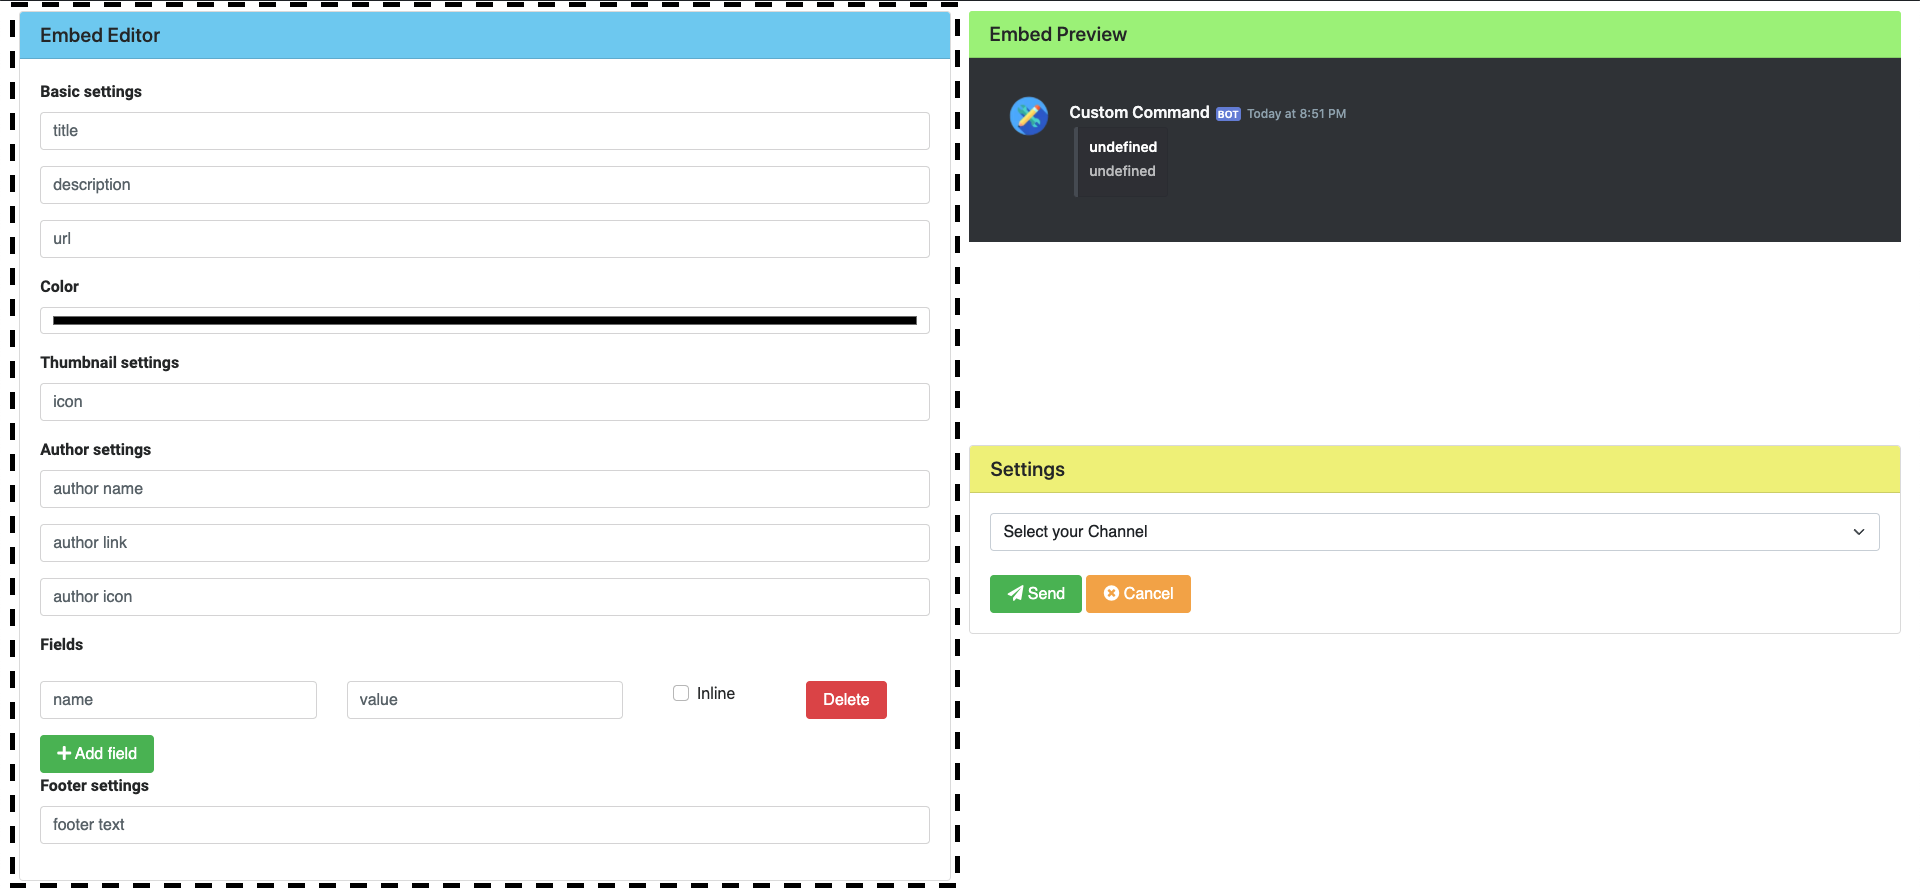 Embed Editor
Basic settings
title
description
url
Color
Thumbnail settings
icon
Author settings
author name
author link
author icon
Fields
name value Inline Delete
Add field
Footer settings
footer text
Embed Preview
Custom Command BOT Today at 8:51 PM
undefined
undefined
Settings
Select your Channel
Send Cancel